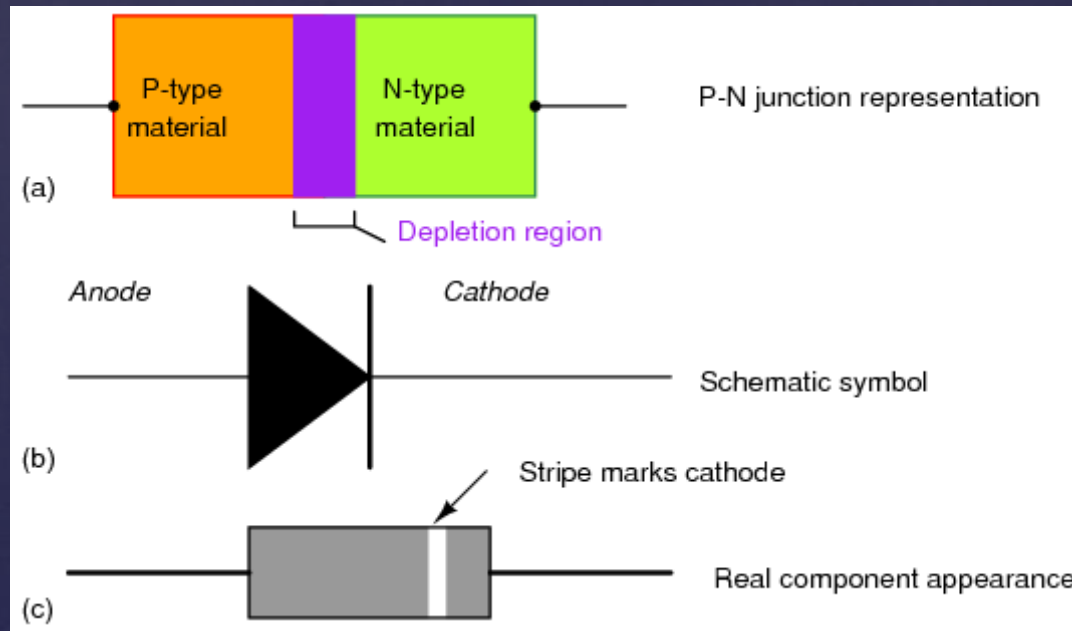 P-type
material
N-type
material
P-N junction representation
(a)
Depletion region
Anode
Cathode
Schematic symbol
(b)
Stripe marks cathode
Real component appearance
(c)